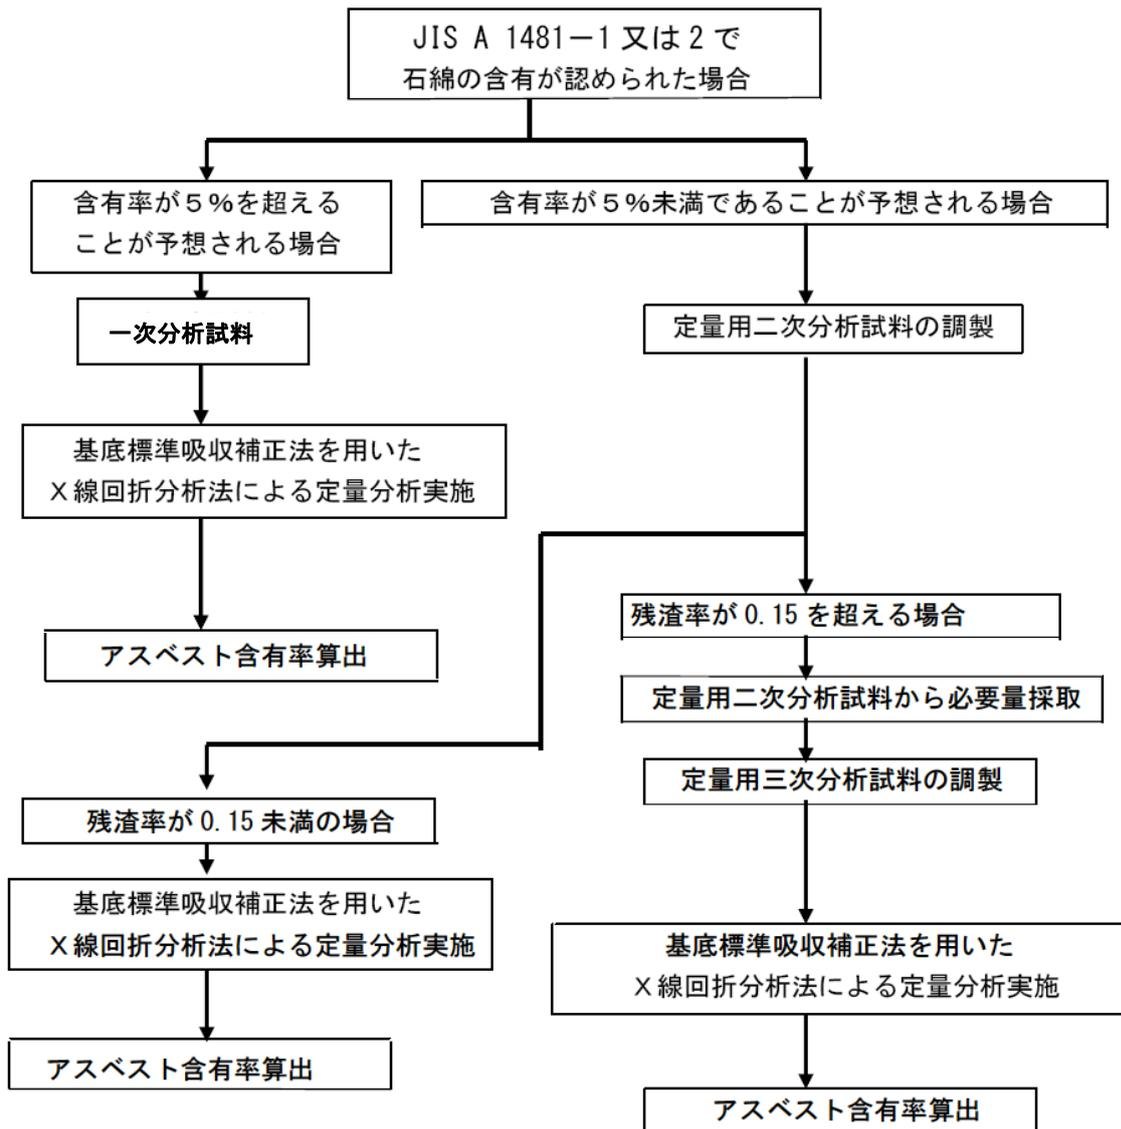 JIS A 1481－1 又は 2 で
石綿の含有が認められた場合
含有率が５％を超える
ことが予想される場合
含有率が５％未満であることが予想される場合
一次分析試料
定量用二次分析試料の調製
基底標準吸収補正法を用いた
Ｘ線回折分析法による定量分析実施
アスベスト含有率算出
残渣率が 0.15 を超える場合
定量用二次分析試料から必要量採取
定量用三次分析試料の調製
残渣率が 0.15 未満の場合
基底標準吸収補正法を用いた
Ｘ線回折分析法による定量分析実施
アスベスト含有率算出
基底標準吸収補正法を用いた
Ｘ線回折分析法による定量分析実施
アスベスト含有率算出